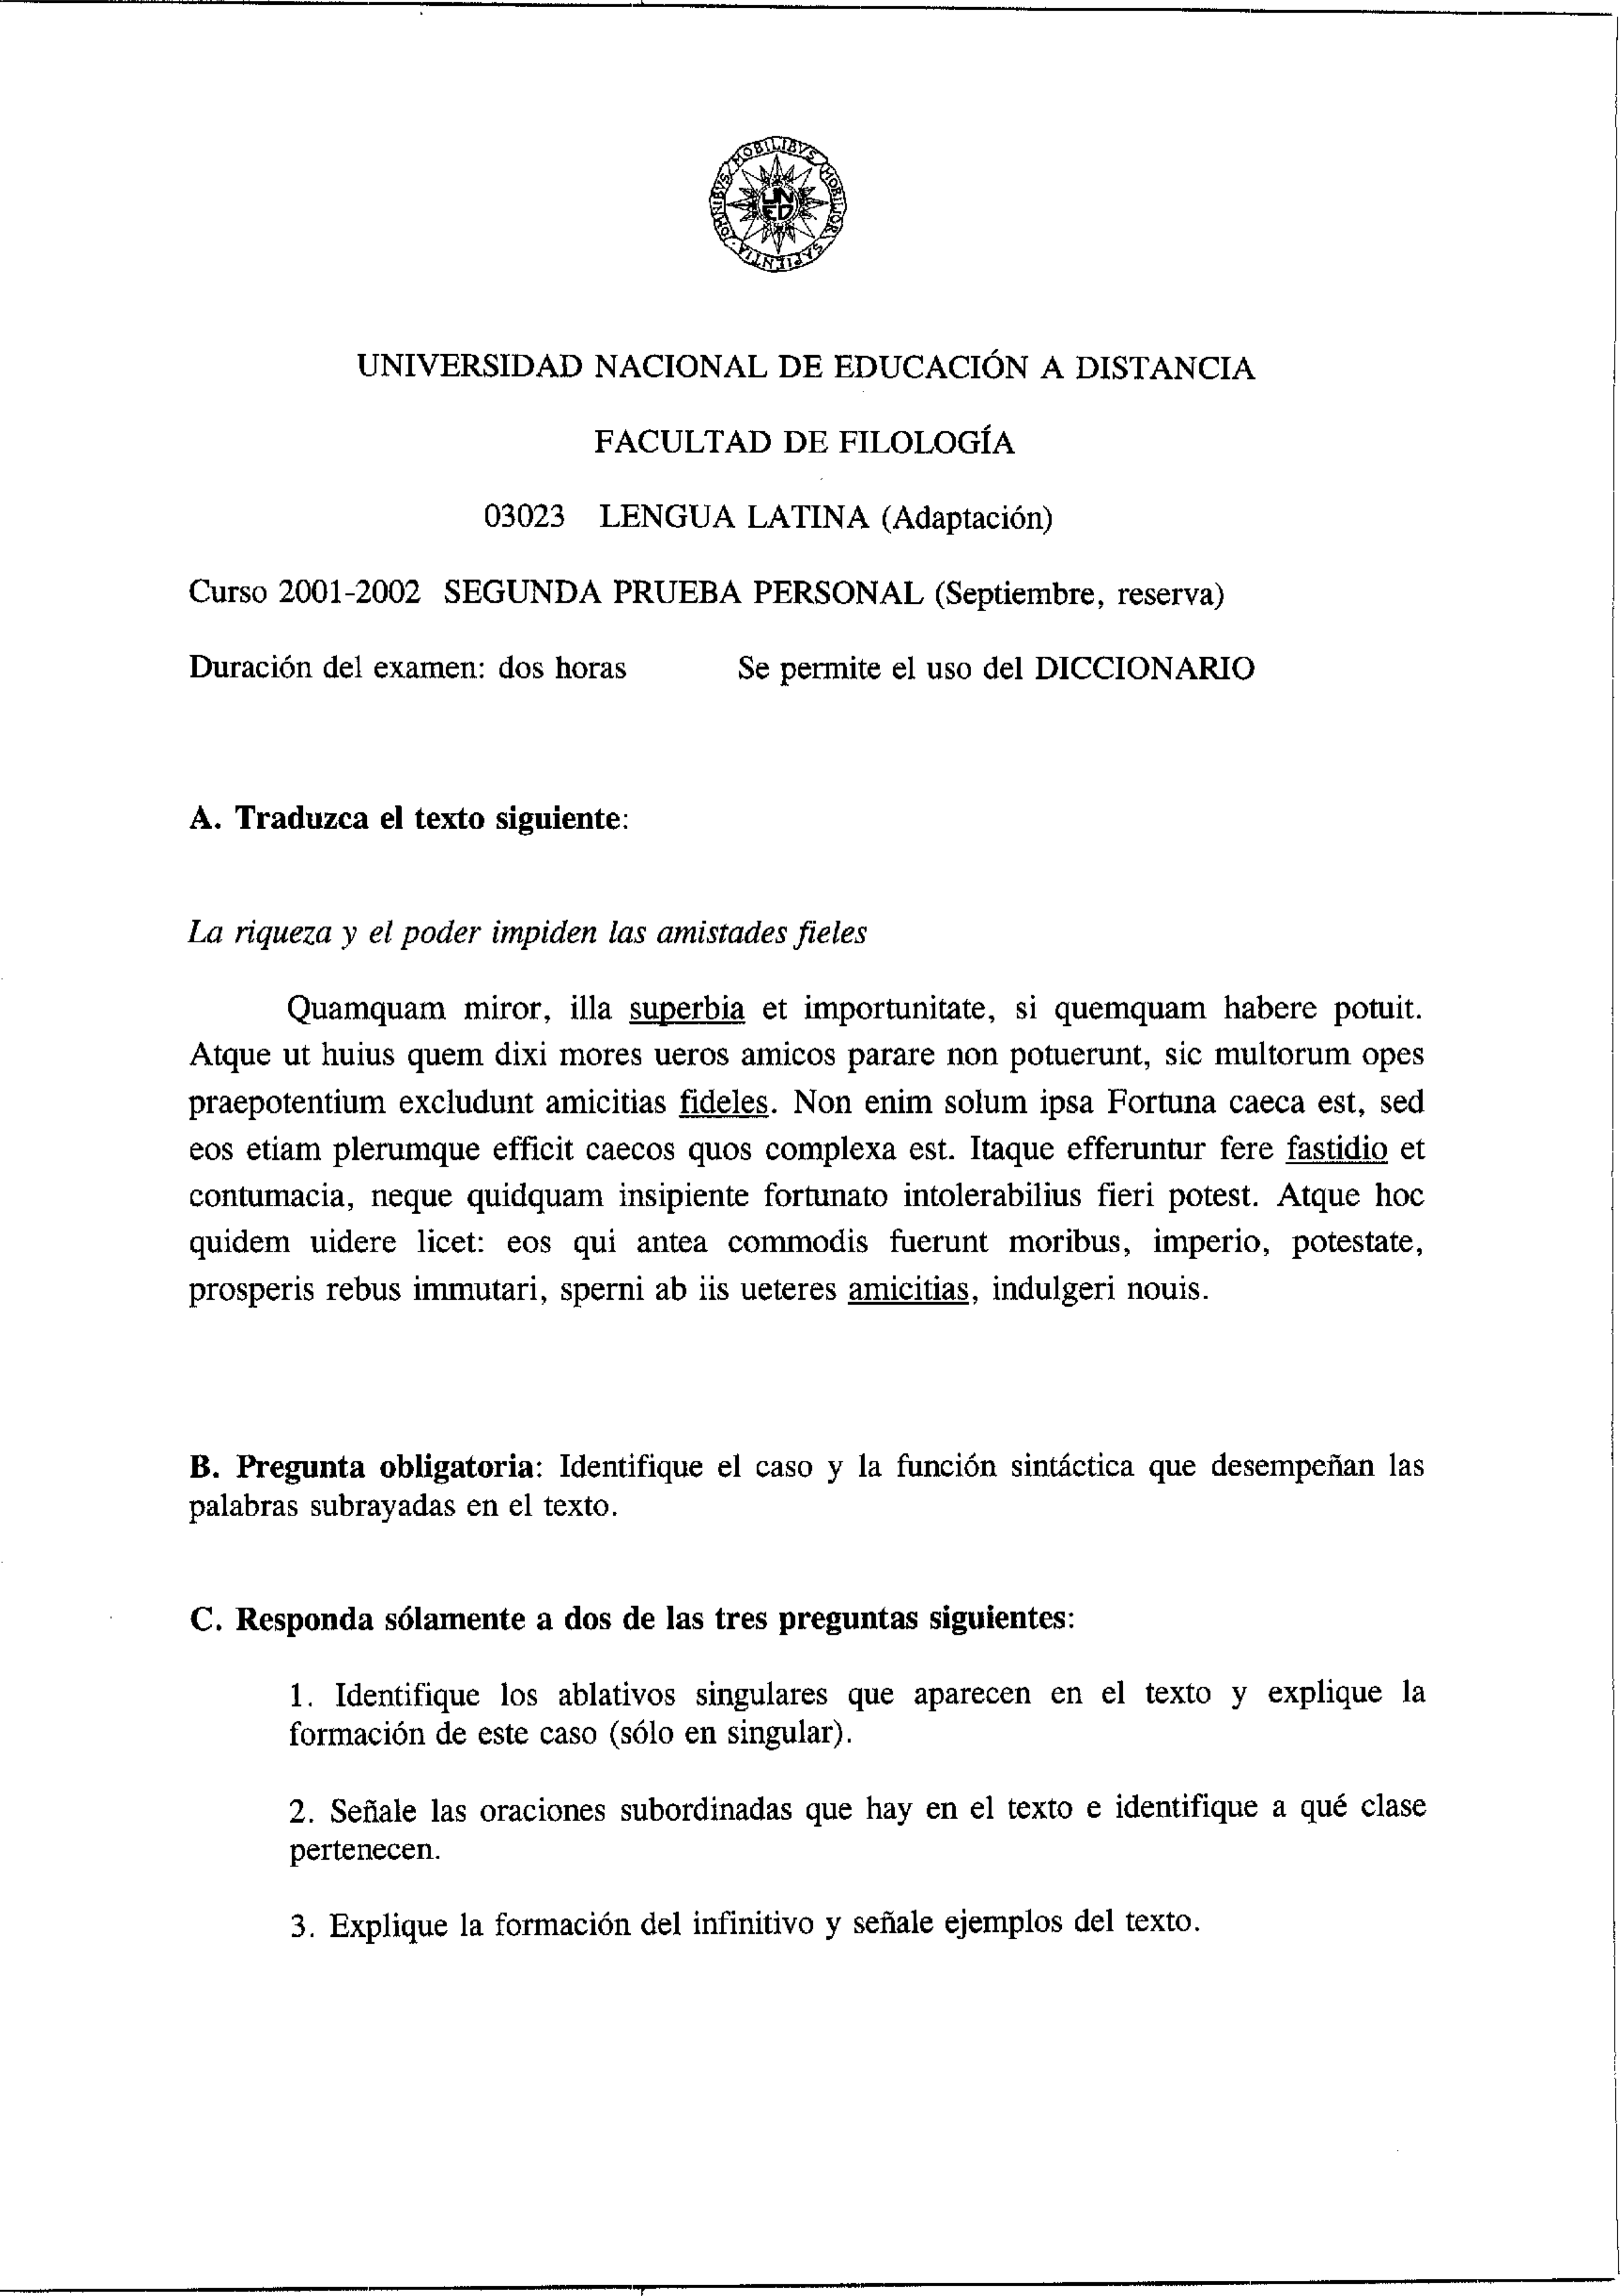 OMNIBVS MOBILIBVS MOBILIOR SAPIENTIA
UNED
UNIVERSIDAD NACIONAL DE EDUCACIÓN A DISTANCIA
FACULTAD DE FILOLOGÍA
03023 LENGUA LATINA (Adaptación)
Curso 2001-2002 SEGUNDA PRUEBA PERSONAL (Septiembre, reserva)
Duración del examen: dos horas Se permite el uso del DICCIONARIO
A. Traduzca el texto siguiente:
La riqueza y el poder impiden las amistades fieles
Quamquam miror, illa superbia et importunitate, si quemquam habere potuit.
Atque ut huius quem dixi mores ueros amicos parare non potuerunt, sic multorum opes
praepotentium excludunt amicitias fideles. Non enim solum ipsa Fortuna caeca est, sed
eos etiam plerumque efficit caecos quos complexa est. Itaque efferuntur fere fastidio et
contumacia, neque quidquam insipiente fortunato intolerabilius fieri potest. Atque hoc
quidem uidere licet: eos qui antea commodis fuerunt moribus, imperio, potestate,
prosperis rebus immutari, sperni ab iis ueteres amicitias, indulgeri nouis.
B. Pregunta obligatoria: Identifique el caso y la función sintáctica que desempeñan las
palabras subrayadas en el texto.
C. Responda sólamente a dos de las tres preguntas siguientes:
1. Identifique los ablativos singulares que aparecen en el texto y explique la
formación de este caso (sólo en singular).
2. Señale las oraciones subordinadas que hay en el texto e identifique a qué clase
pertenecen.
3. Explique la formación del infinitivo y señale ejemplos del texto.